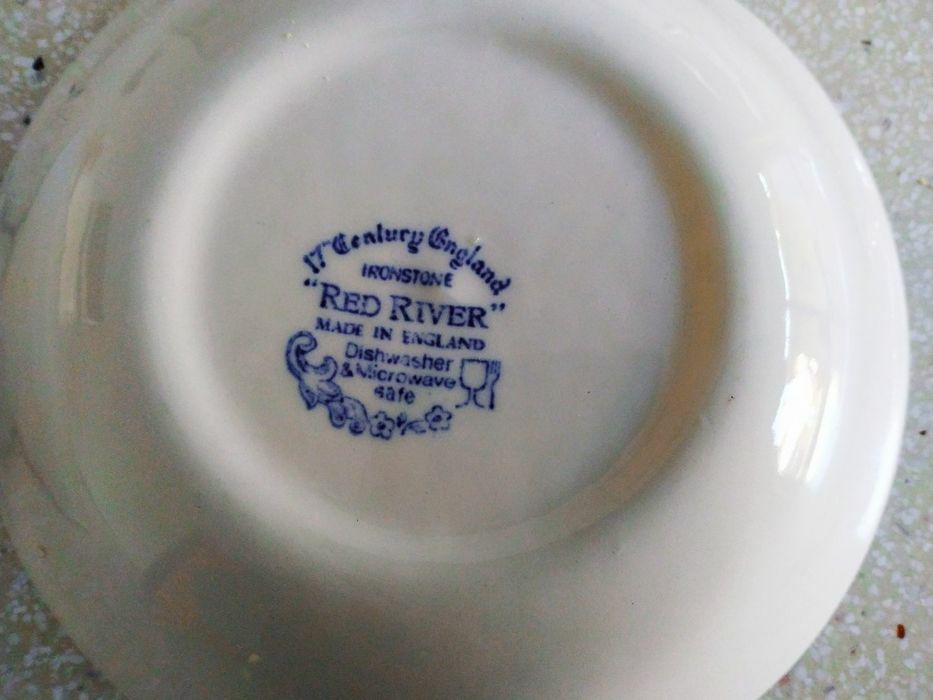 17th Century England
IRONSTONE
"RED RIVER"
MADE IN ENGLAND
Dishwasher
& Microwave
safe